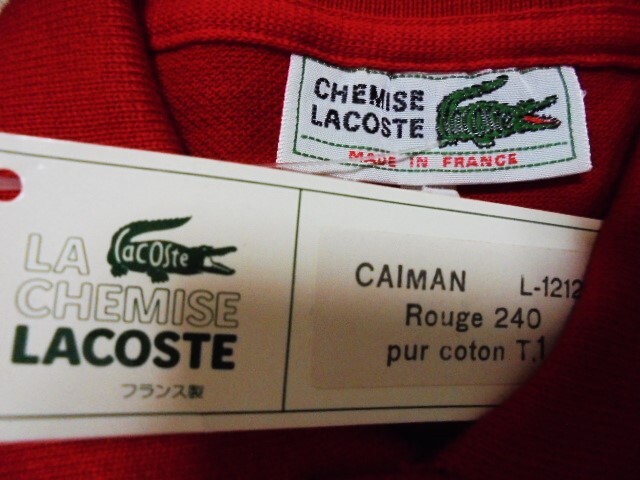 CHEMISE
LACOSTE
MADE IN FRANCE
Lacoste
LA
CHEMISE
LACOSTE
フランス製
CAIMAN L-1212
Rouge 240
pur coton T.1